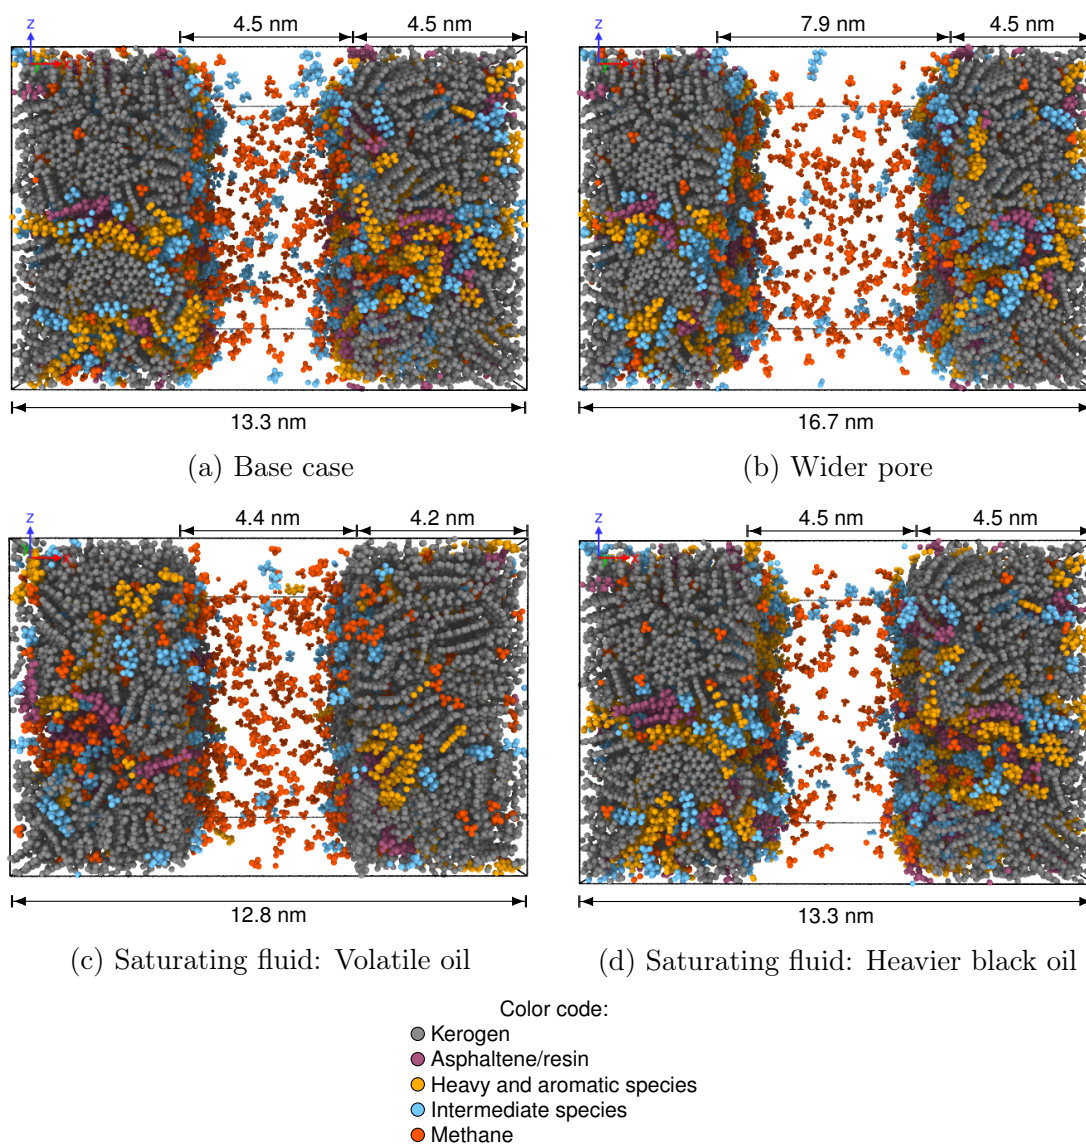 4.5 nm 4.5 nm
z
x
13.3 nm
(a) Base case
7.9 nm 4.5 nm
z
x
16.7 nm
(b) Wider pore
4.4 nm 4.2 nm
z
x
12.8 nm
(c) Saturating fluid: Volatile oil
4.5 nm 4.5 nm
z
x
13.3 nm
(d) Saturating fluid: Heavier black oil
Color code:
Kerogen
Asphaltene/resin
Heavy and aromatic species
Intermediate species
Methane